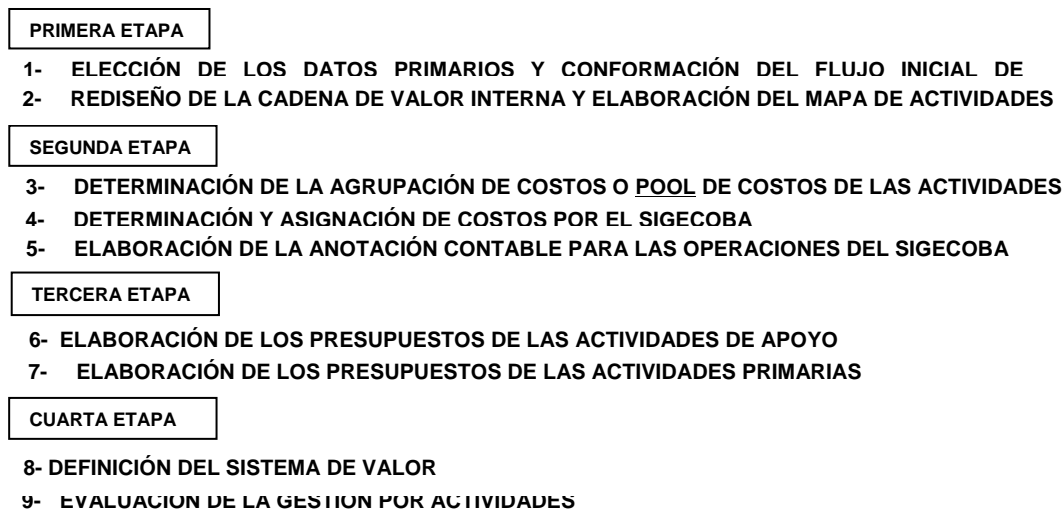 PRIMERA ETAPA
1- ELECCIÓN DE LOS DATOS PRIMARIOS Y CONFORMACIÓN DEL FLUJO INICIAL DE
2- REDISEÑO DE LA CADENA DE VALOR INTERNA Y ELABORACIÓN DEL MAPA DE ACTIVIDADES
SEGUNDA ETAPA
3- DETERMINACIÓN DE LA AGRUPACIÓN DE COSTOS O POOL DE COSTOS DE LAS ACTIVIDADES
4- DETERMINACIÓN Y ASIGNACIÓN DE COSTOS POR EL SIGECOBA
5- ELABORACIÓN DE LA ANOTACIÓN CONTABLE PARA LAS OPERACIONES DEL SIGECOBA
TERCERA ETAPA
6- ELABORACIÓN DE LOS PRESUPUESTOS DE LAS ACTIVIDADES DE APOYO
7- ELABORACIÓN DE LOS PRESUPUESTOS DE LAS ACTIVIDADES PRIMARIAS
CUARTA ETAPA
8- DEFINICIÓN DEL SISTEMA DE VALOR
9- EVALUACIÓN DE LA GESTIÓN POR ACTIVIDADES